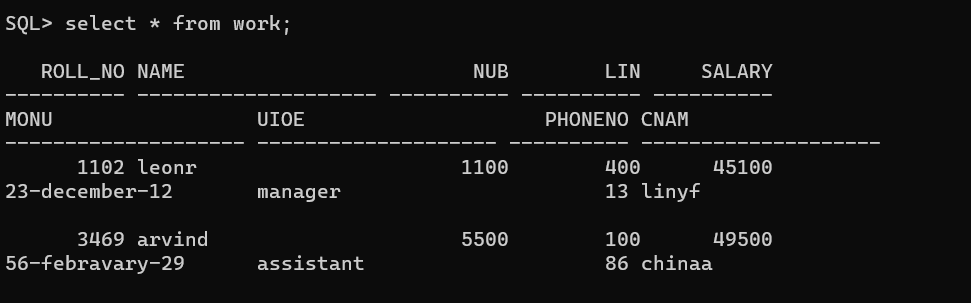 SQL> select * from work;
   ROLL_NO NAME                        NUB        LIN     SALARY
---------- -------------------- ---------- ---------- ----------
MONU                 UIOE                    PHONENO CNAM
-------------------- -------------------- ---------- --------------------
      1102 leonr                      1100        400      45100
23-december-12       manager                      13 linyf
      3469 arvind                     5500        100      49500
56-febravary-29      assistant                    86 chinaa